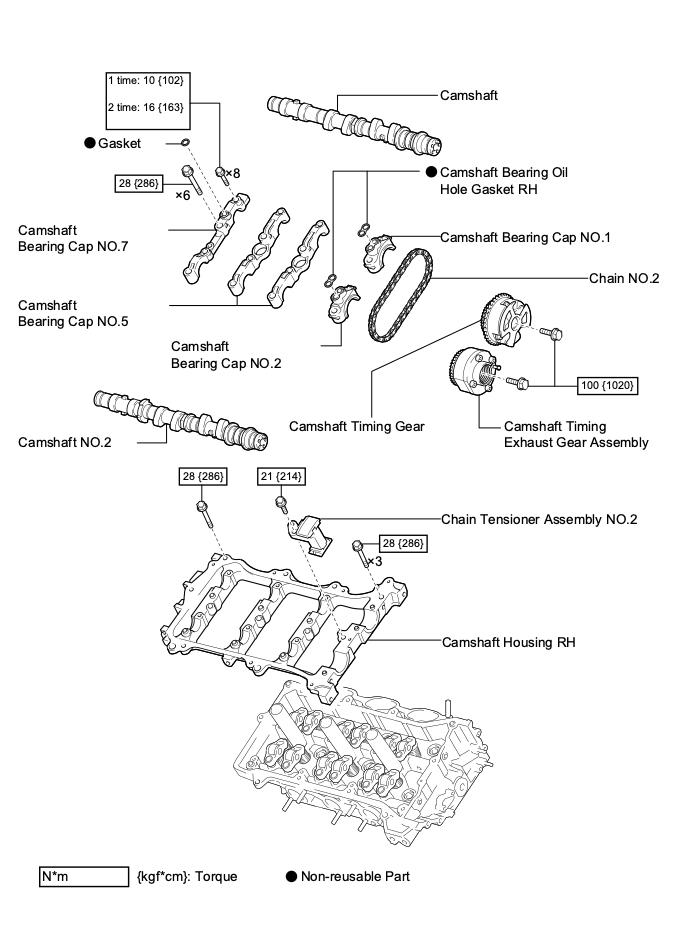 1 time: 10 {102}
2 time: 16 {163}
Camshaft
Gasket
×8
28 {286}
×6
Camshaft Bearing Oil
Hole Gasket RH
Camshaft
Bearing Cap NO.7
Camshaft Bearing Cap NO.1
Chain NO.2
Camshaft
Bearing Cap NO.5
Camshaft
Bearing Cap NO.2
100 {1020}
Camshaft Timing Gear
Camshaft Timing
Exhaust Gear Assembly
Camshaft NO.2
28 {286}
21 {214}
Chain Tensioner Assembly NO.2
28 {286}
×3
Camshaft Housing RH
N*m
{kgf*cm}: Torque
Non-reusable Part